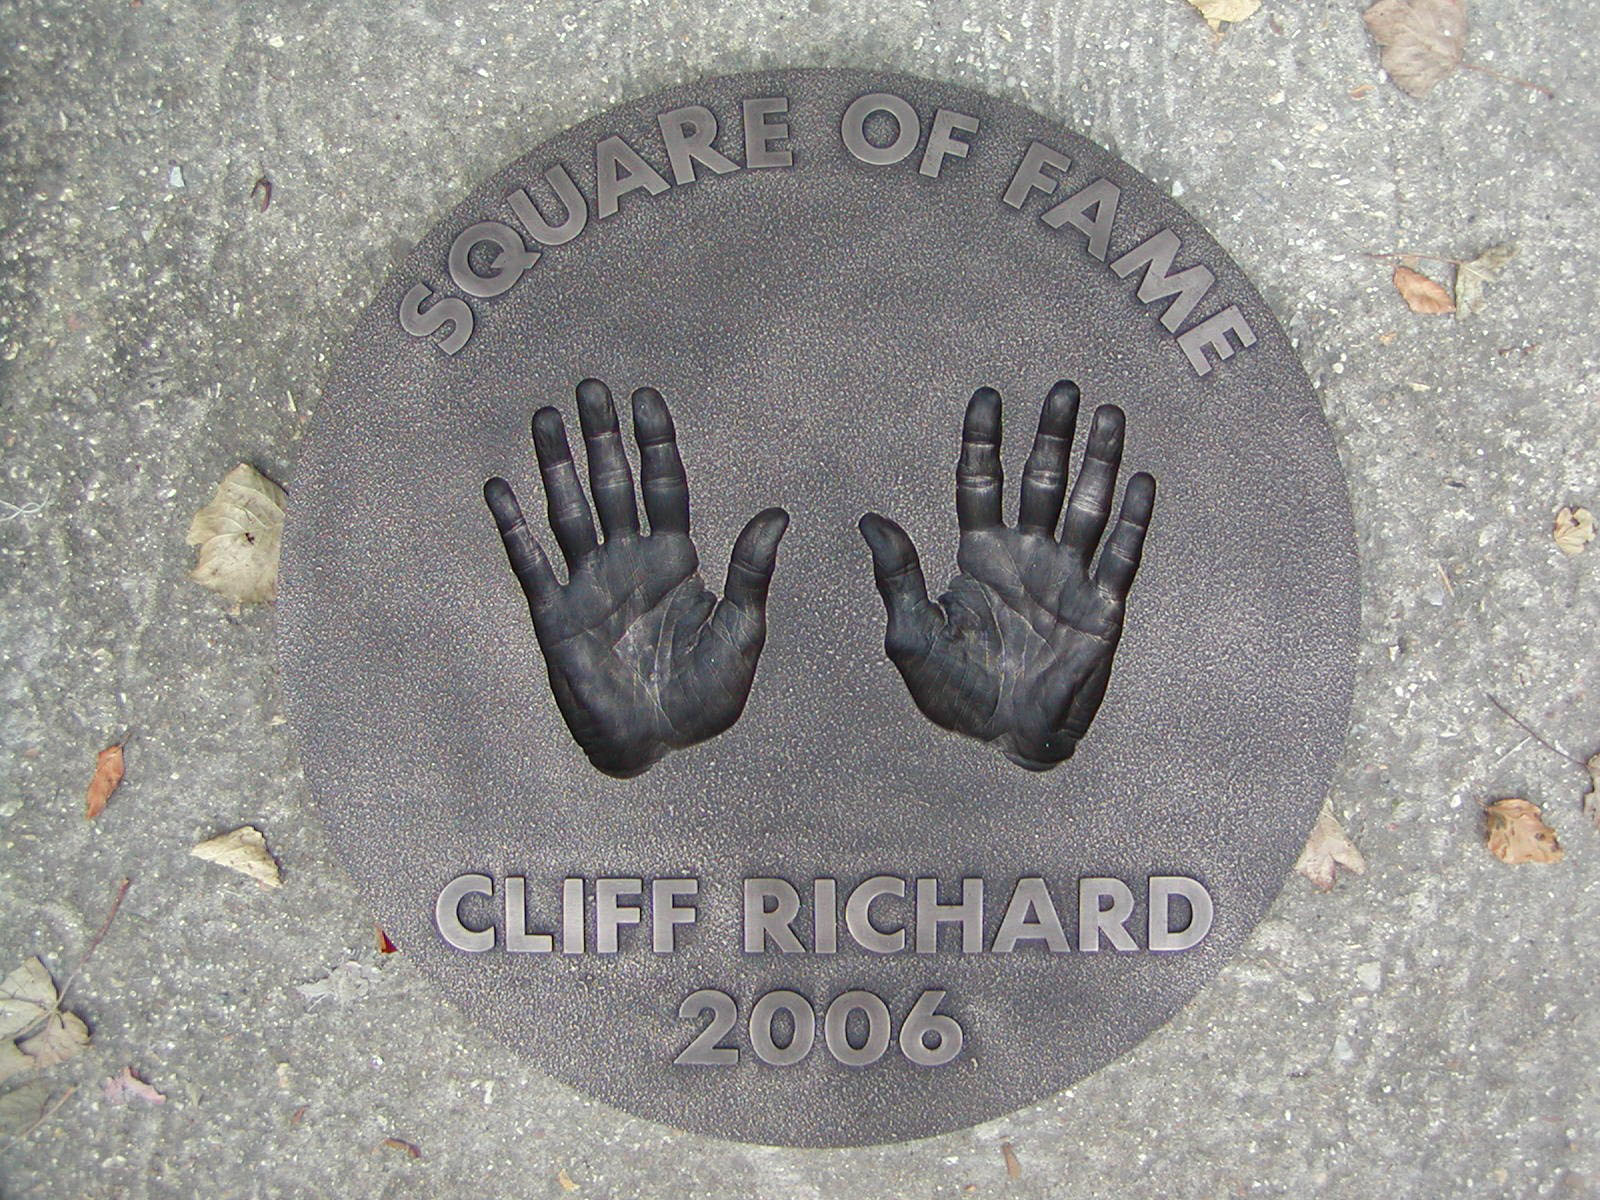 SQUARE OF FAME
CLIFF RICHARD
2006